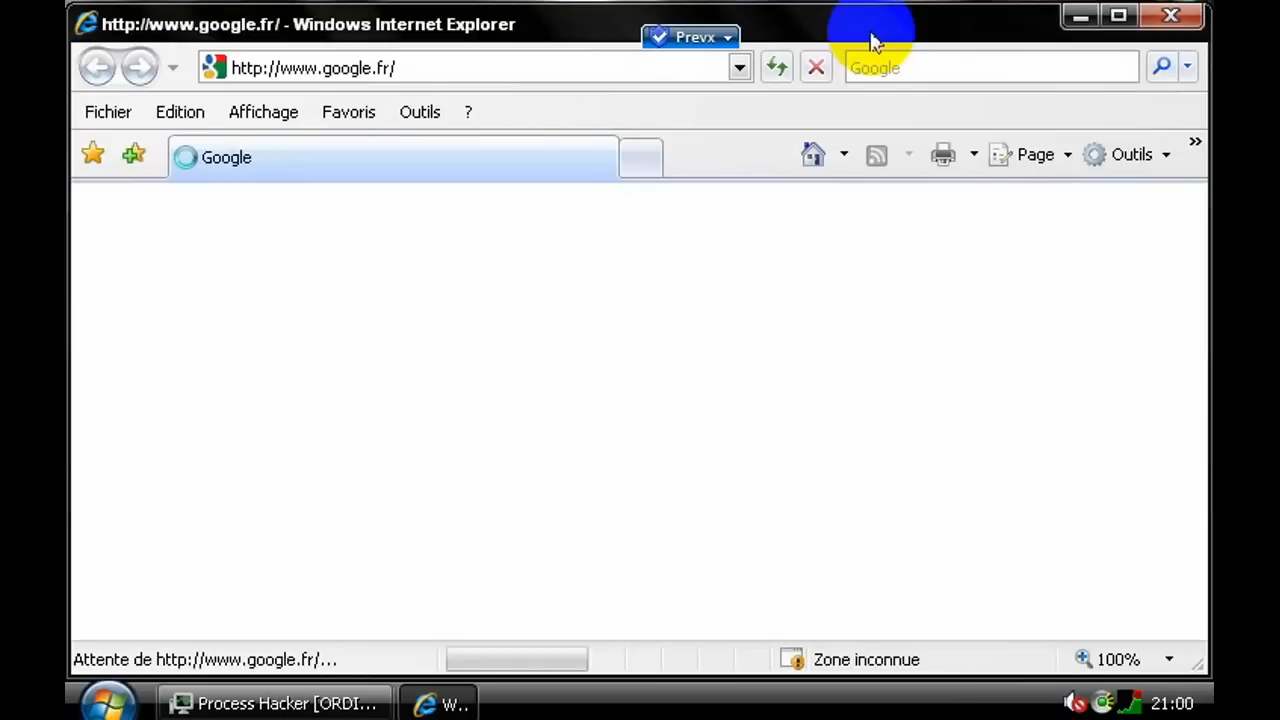 http://www.google.fr/ - Windows Internet Explorer
Prevx
http://www.google.fr/
Google
Fichier Edition Affichage Favoris Outils ?
Google
Page Outils »
Attente de http://www.google.fr/...
Zone inconnue
100%
Process Hacker [ORDI...
W..
21:00